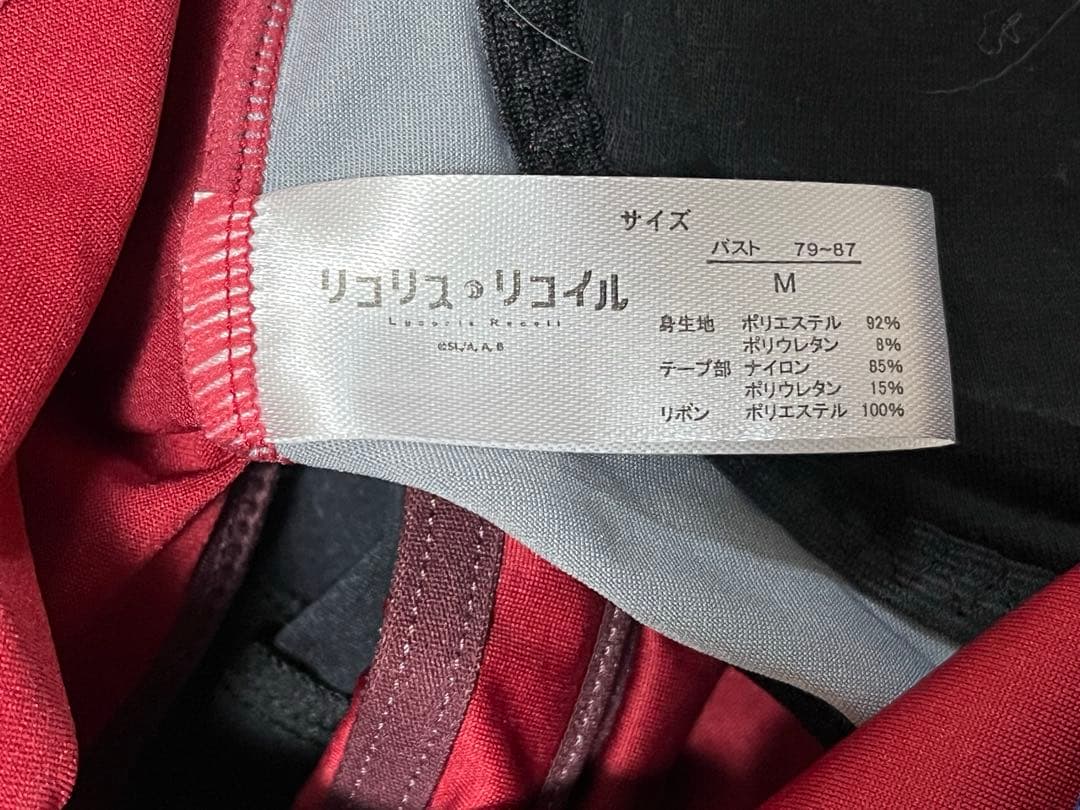 サイズ
バスト 79~87
M
リコリス・リコイル
Lycoris Recoil
©SL/A, A, B
身生地 ポリエステル 92%
ポリウレタン 8%
テープ部 ナイロン 85%
ポリウレタン 15%
リボン ポリエステル 100%